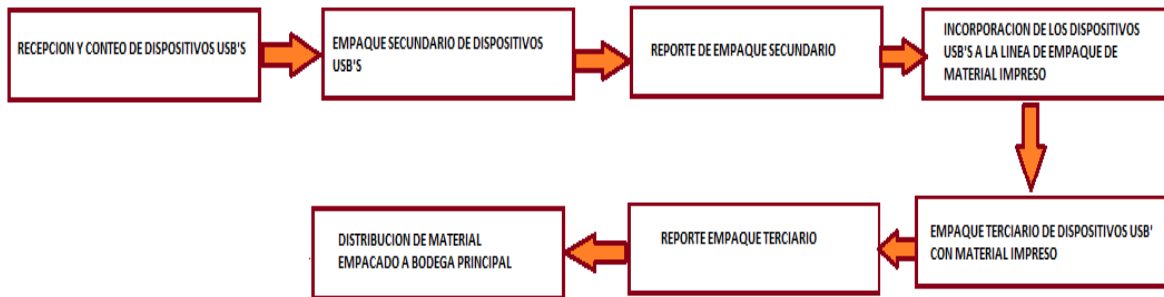 RECEPCION Y CONTEO DE DISPOSITIVOS USB'S
EMPAQUE SECUNDARIO DE DISPOSITIVOS
USB'S
REPORTE DE EMPAQUE SECUNDARIO
INCORPORACION DE LOS DISPOSITIVOS
USB'S A LA LINEA DE EMPAQUE DE
MATERIAL IMPRESO
EMPAQUE TERCIARIO DE DISPOSITIVOS USB'
CON MATERIAL IMPRESO
REPORTE EMPAQUE TERCIARIO
DISTRIBUCION DE MATERIAL
EMPACADO A BODEGA PRINCIPAL